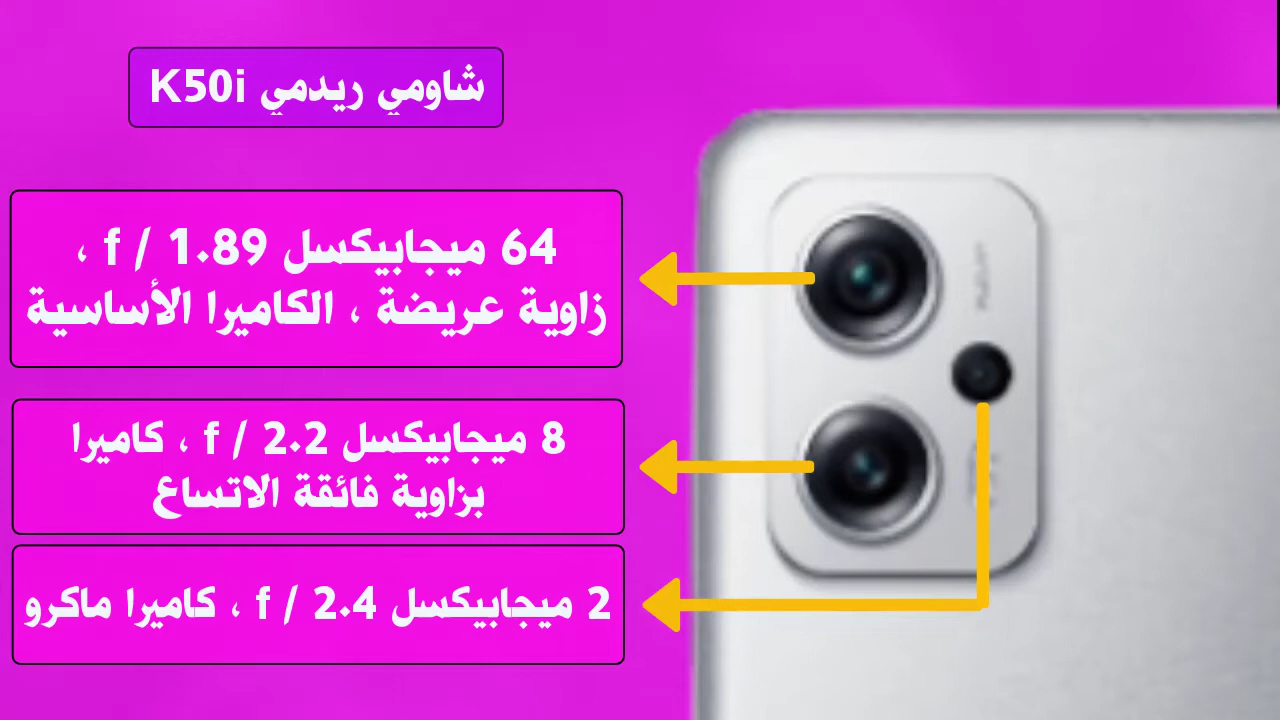 شاومي ريدمي K50i
64 ميجابيكسل f / 1.89 ،
زاوية عريضة ، الكاميرا الأساسية
8 ميجابيكسل f / 2.2 ، كاميرا
بزاوية فائقة الاتساع
2 ميجابيكسل f / 2.4 ، كاميرا ماكرو